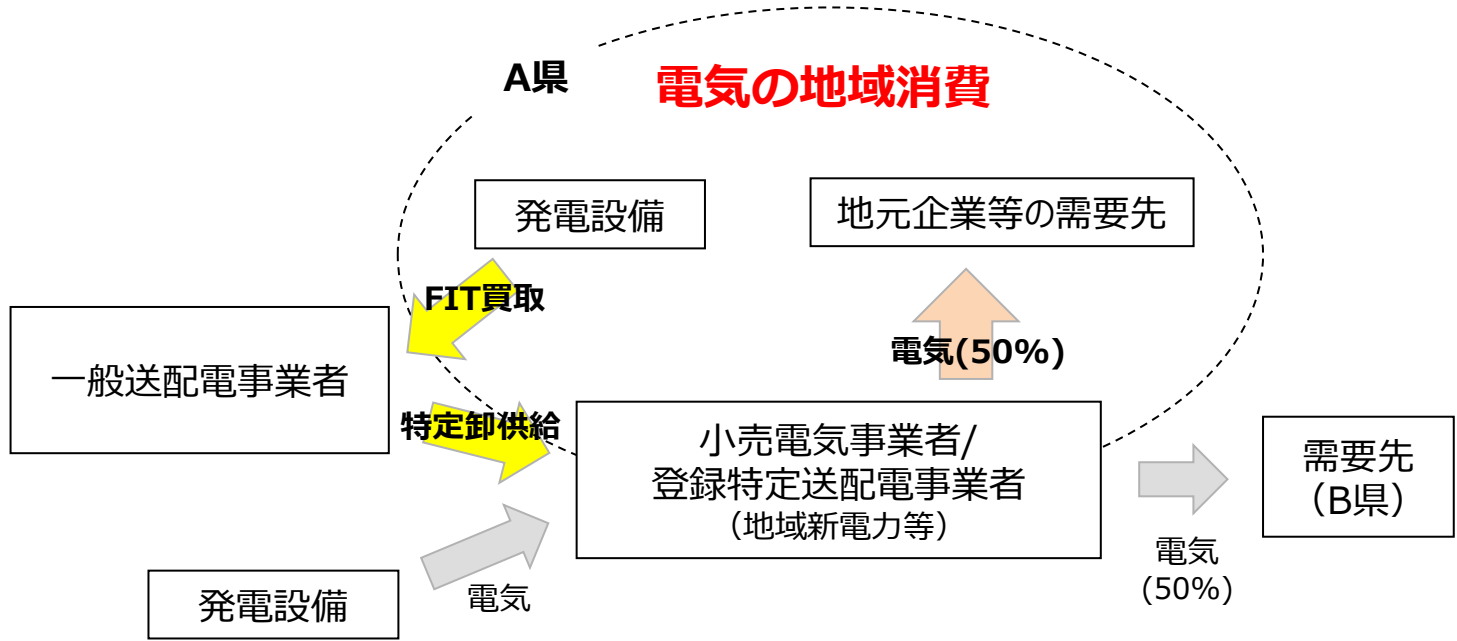 A県
電気の地域消費
発電設備
地元企業等の需要先
FIT買取
一般送配電事業者
電気(50%)
特定卸供給
小売電気事業者/
登録特定送配電事業者
（地域新電力等）
需要先
（B県）
電気
(50%)
発電設備
電気